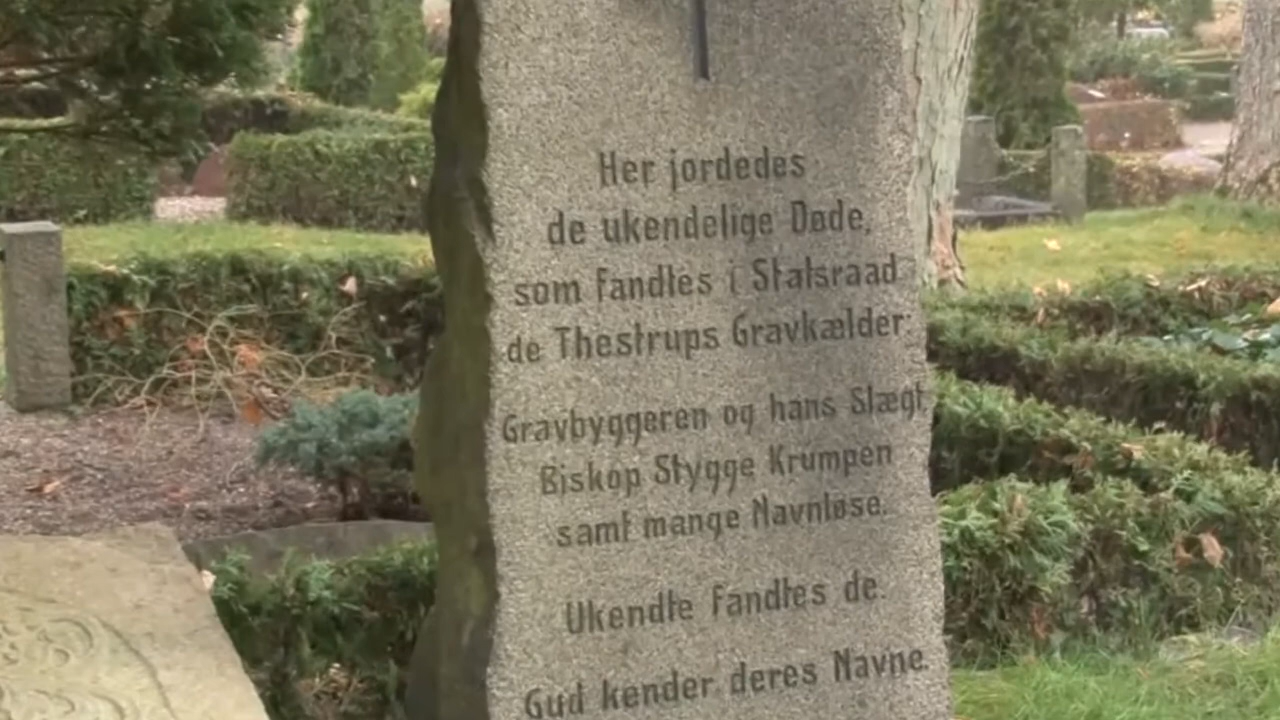 Her jordedes
de ukendelige Døde,
som fandtes i Statsraad
de Thestrups Gravkælder:
Gravbyggeren og hans Slægt,
Biskop Stygge Krumpen
samt mange Navnløse.
Ukendte fandtes de.
Gud kender deres Navne.